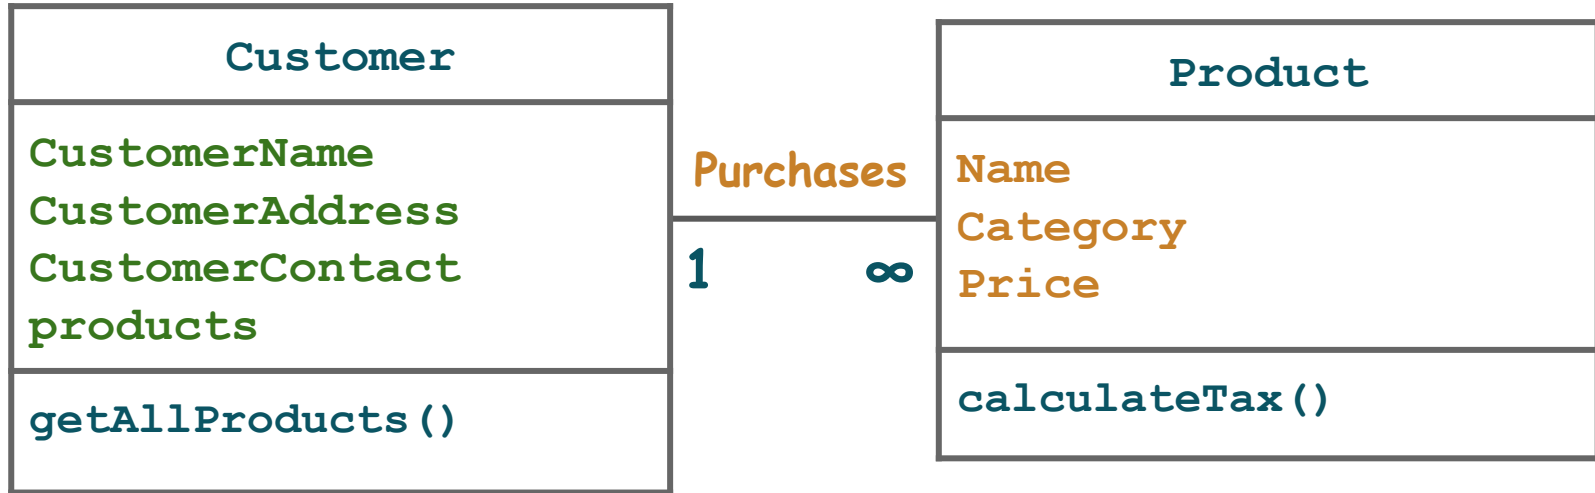 Customer
CustomerName
CustomerAddress
CustomerContact
products
getAllProducts()
Purchases
1 ∞
Product
Name
Category
Price
calculateTax()